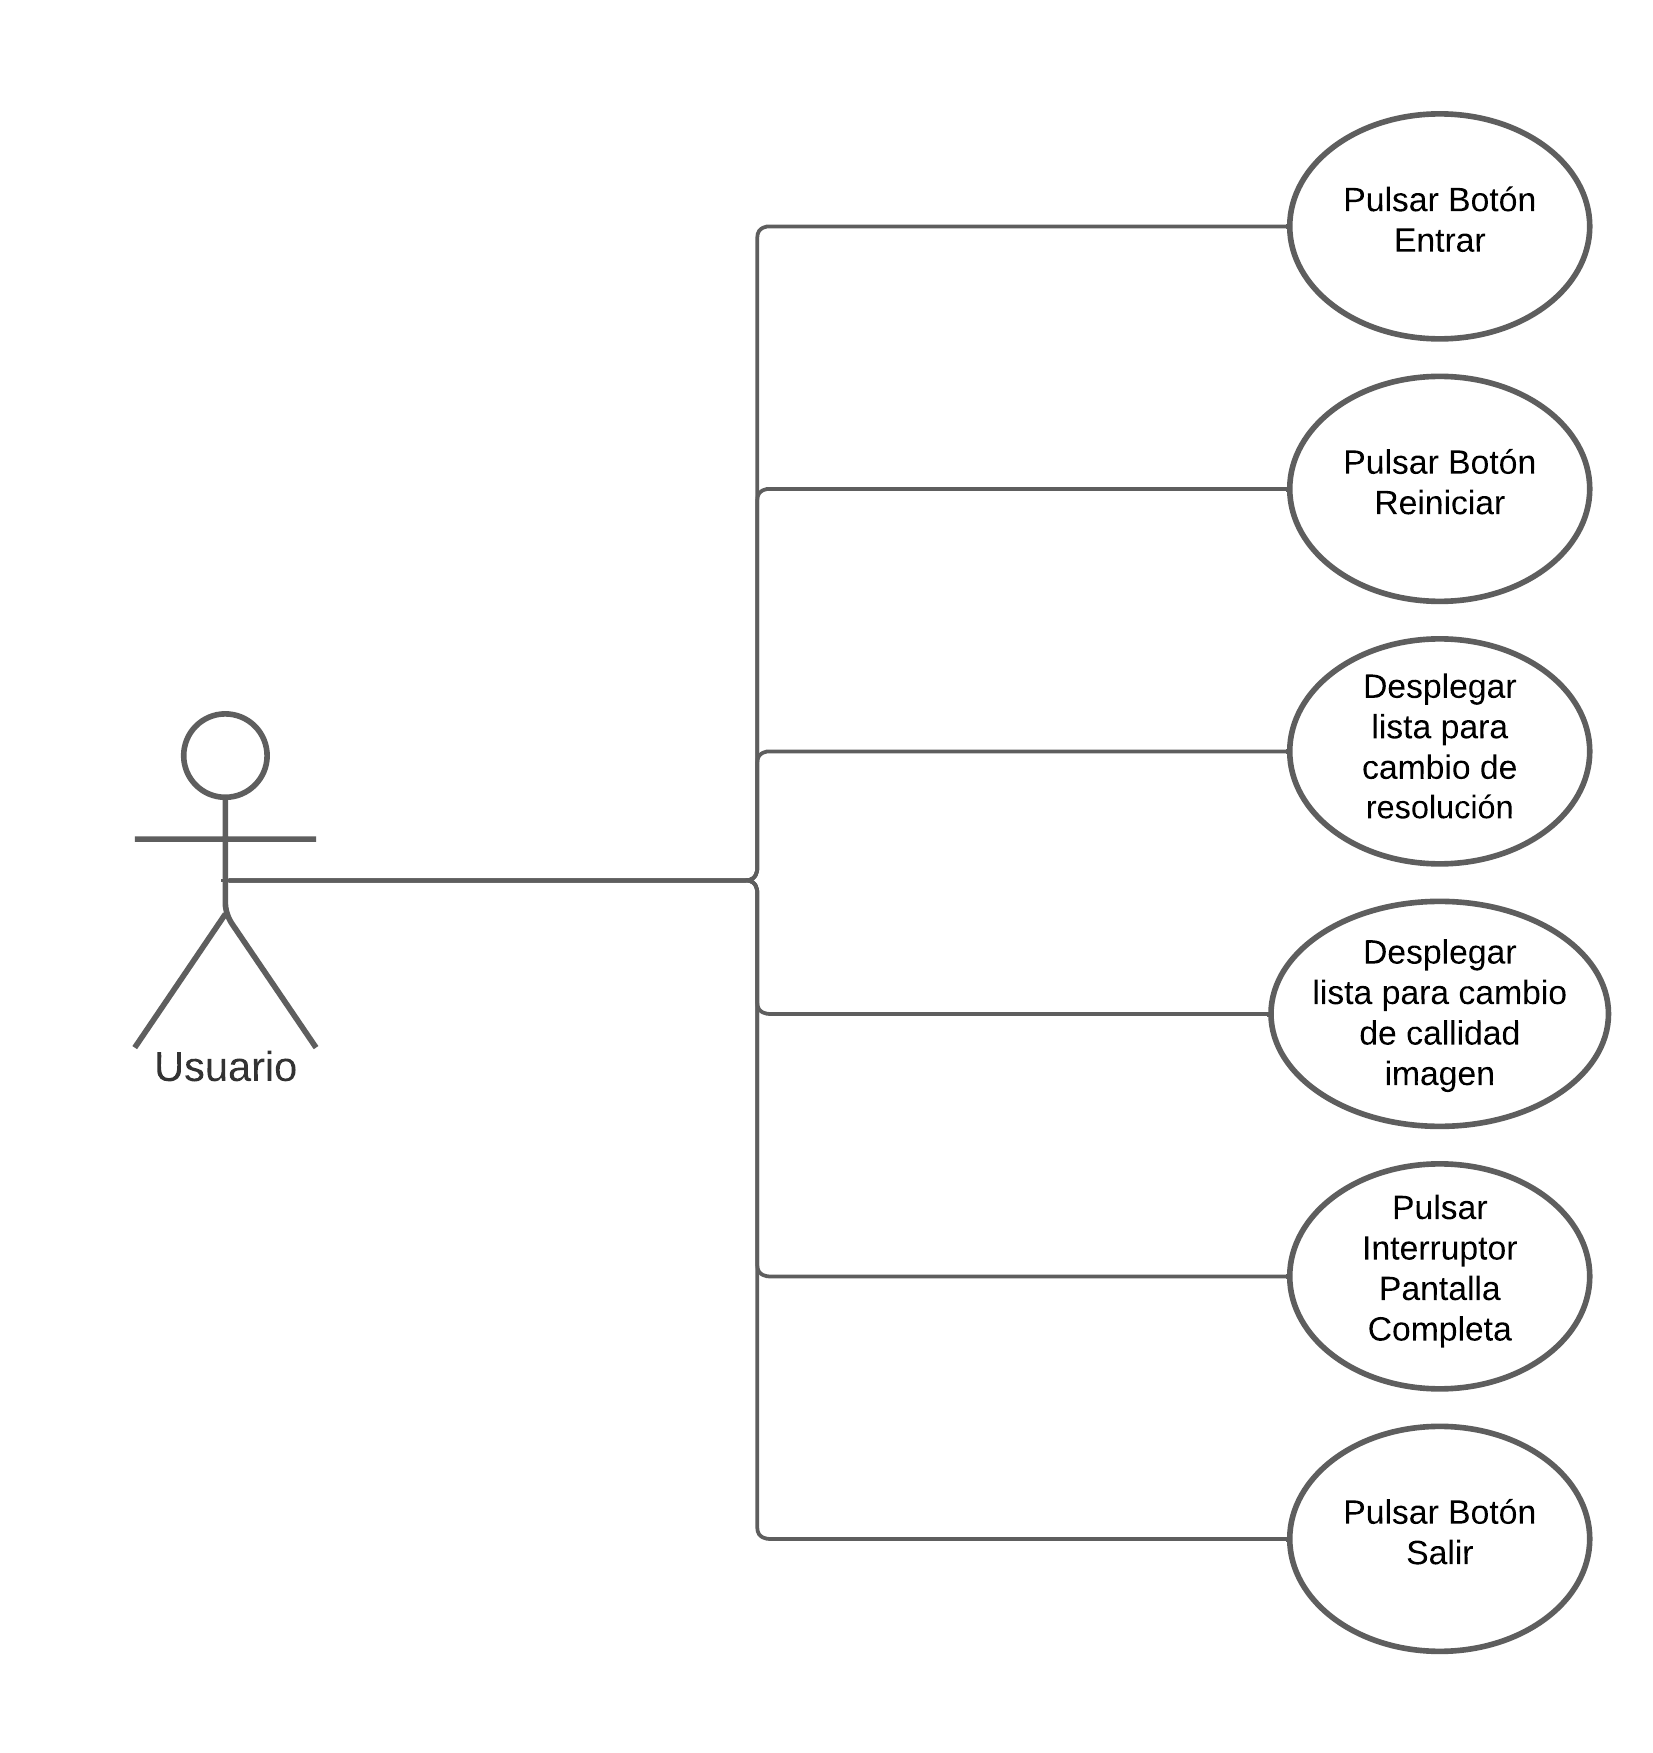 Pulsar Botón
Entrar
Pulsar Botón
Reiniciar
Desplegar
lista para
cambio de
resolución
Usuario
Desplegar
lista para cambio
de callidad
imagen
Pulsar
Interruptor
Pantalla
Completa
Pulsar Botón
Salir